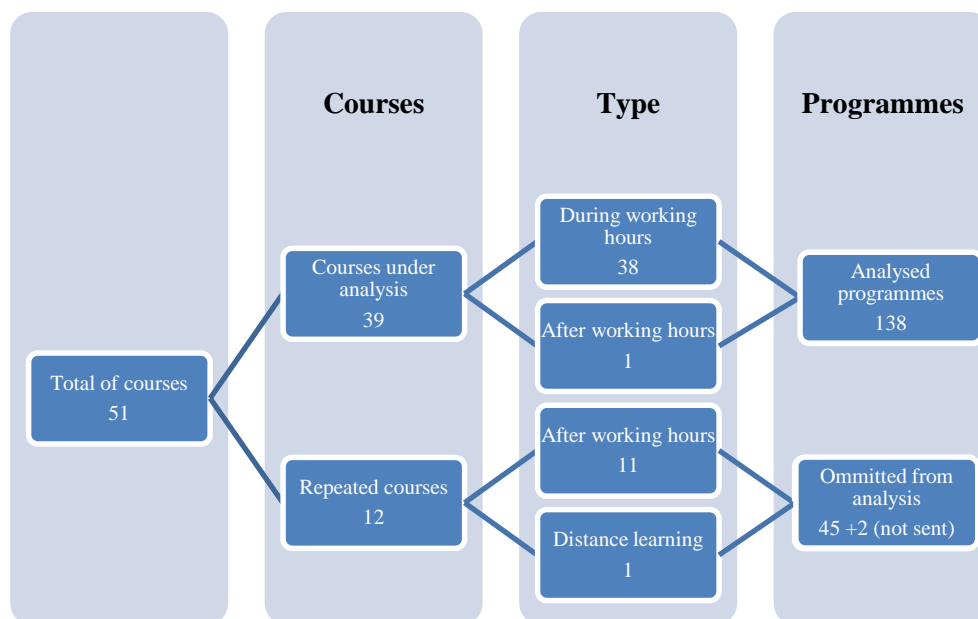 Courses
Type
Programmes
Total of courses
51
Courses under
analysis
39
Repeated courses
12
During working
hours
38
After working hours
1
After working hours
11
Distance learning
1
Analysed
programmes
138
Ommitted from
analysis
45 +2 (not sent)